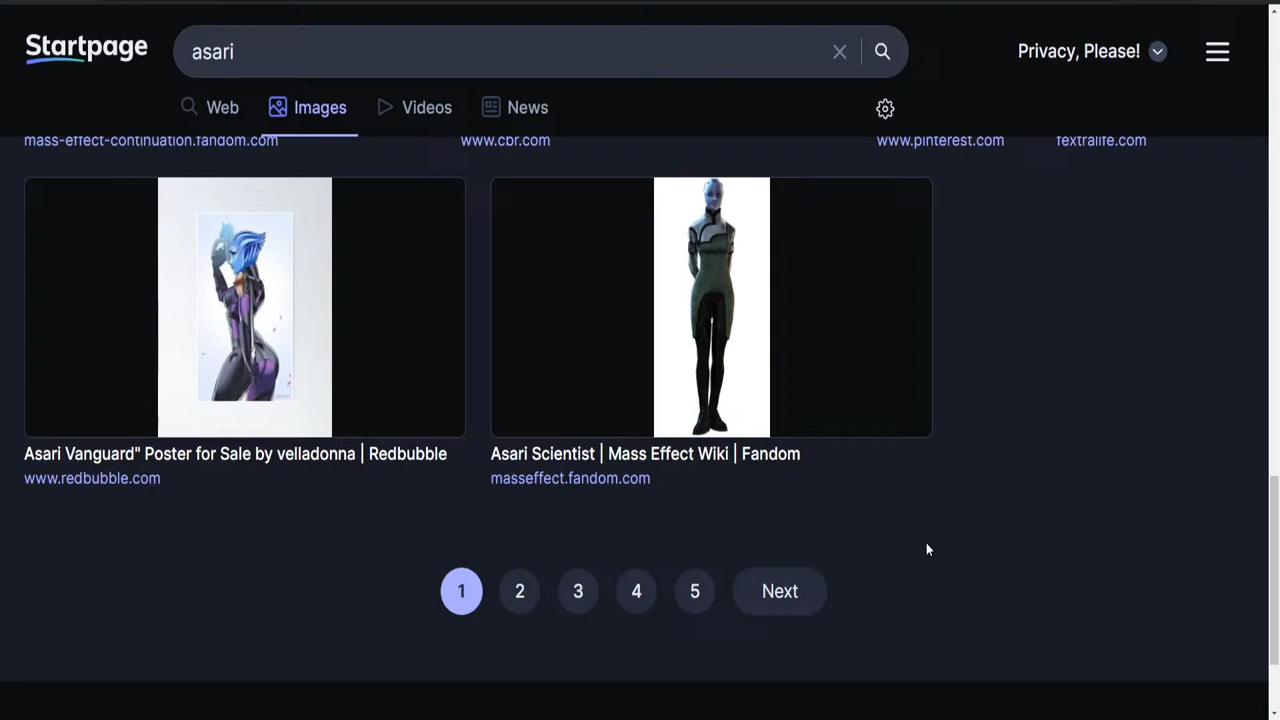 Startpage
asari
Privacy, Please!
Web
Images
Videos
News
mass-effect-continuation.fandom.com
www.cbr.com
www.pinterest.com
fextralife.com
Asari Vanguard" Poster for Sale by velladonna | Redbubble
www.redbubble.com
Asari Scientist | Mass Effect Wiki | Fandom
masseffect.fandom.com
1
2
3
4
5
Next